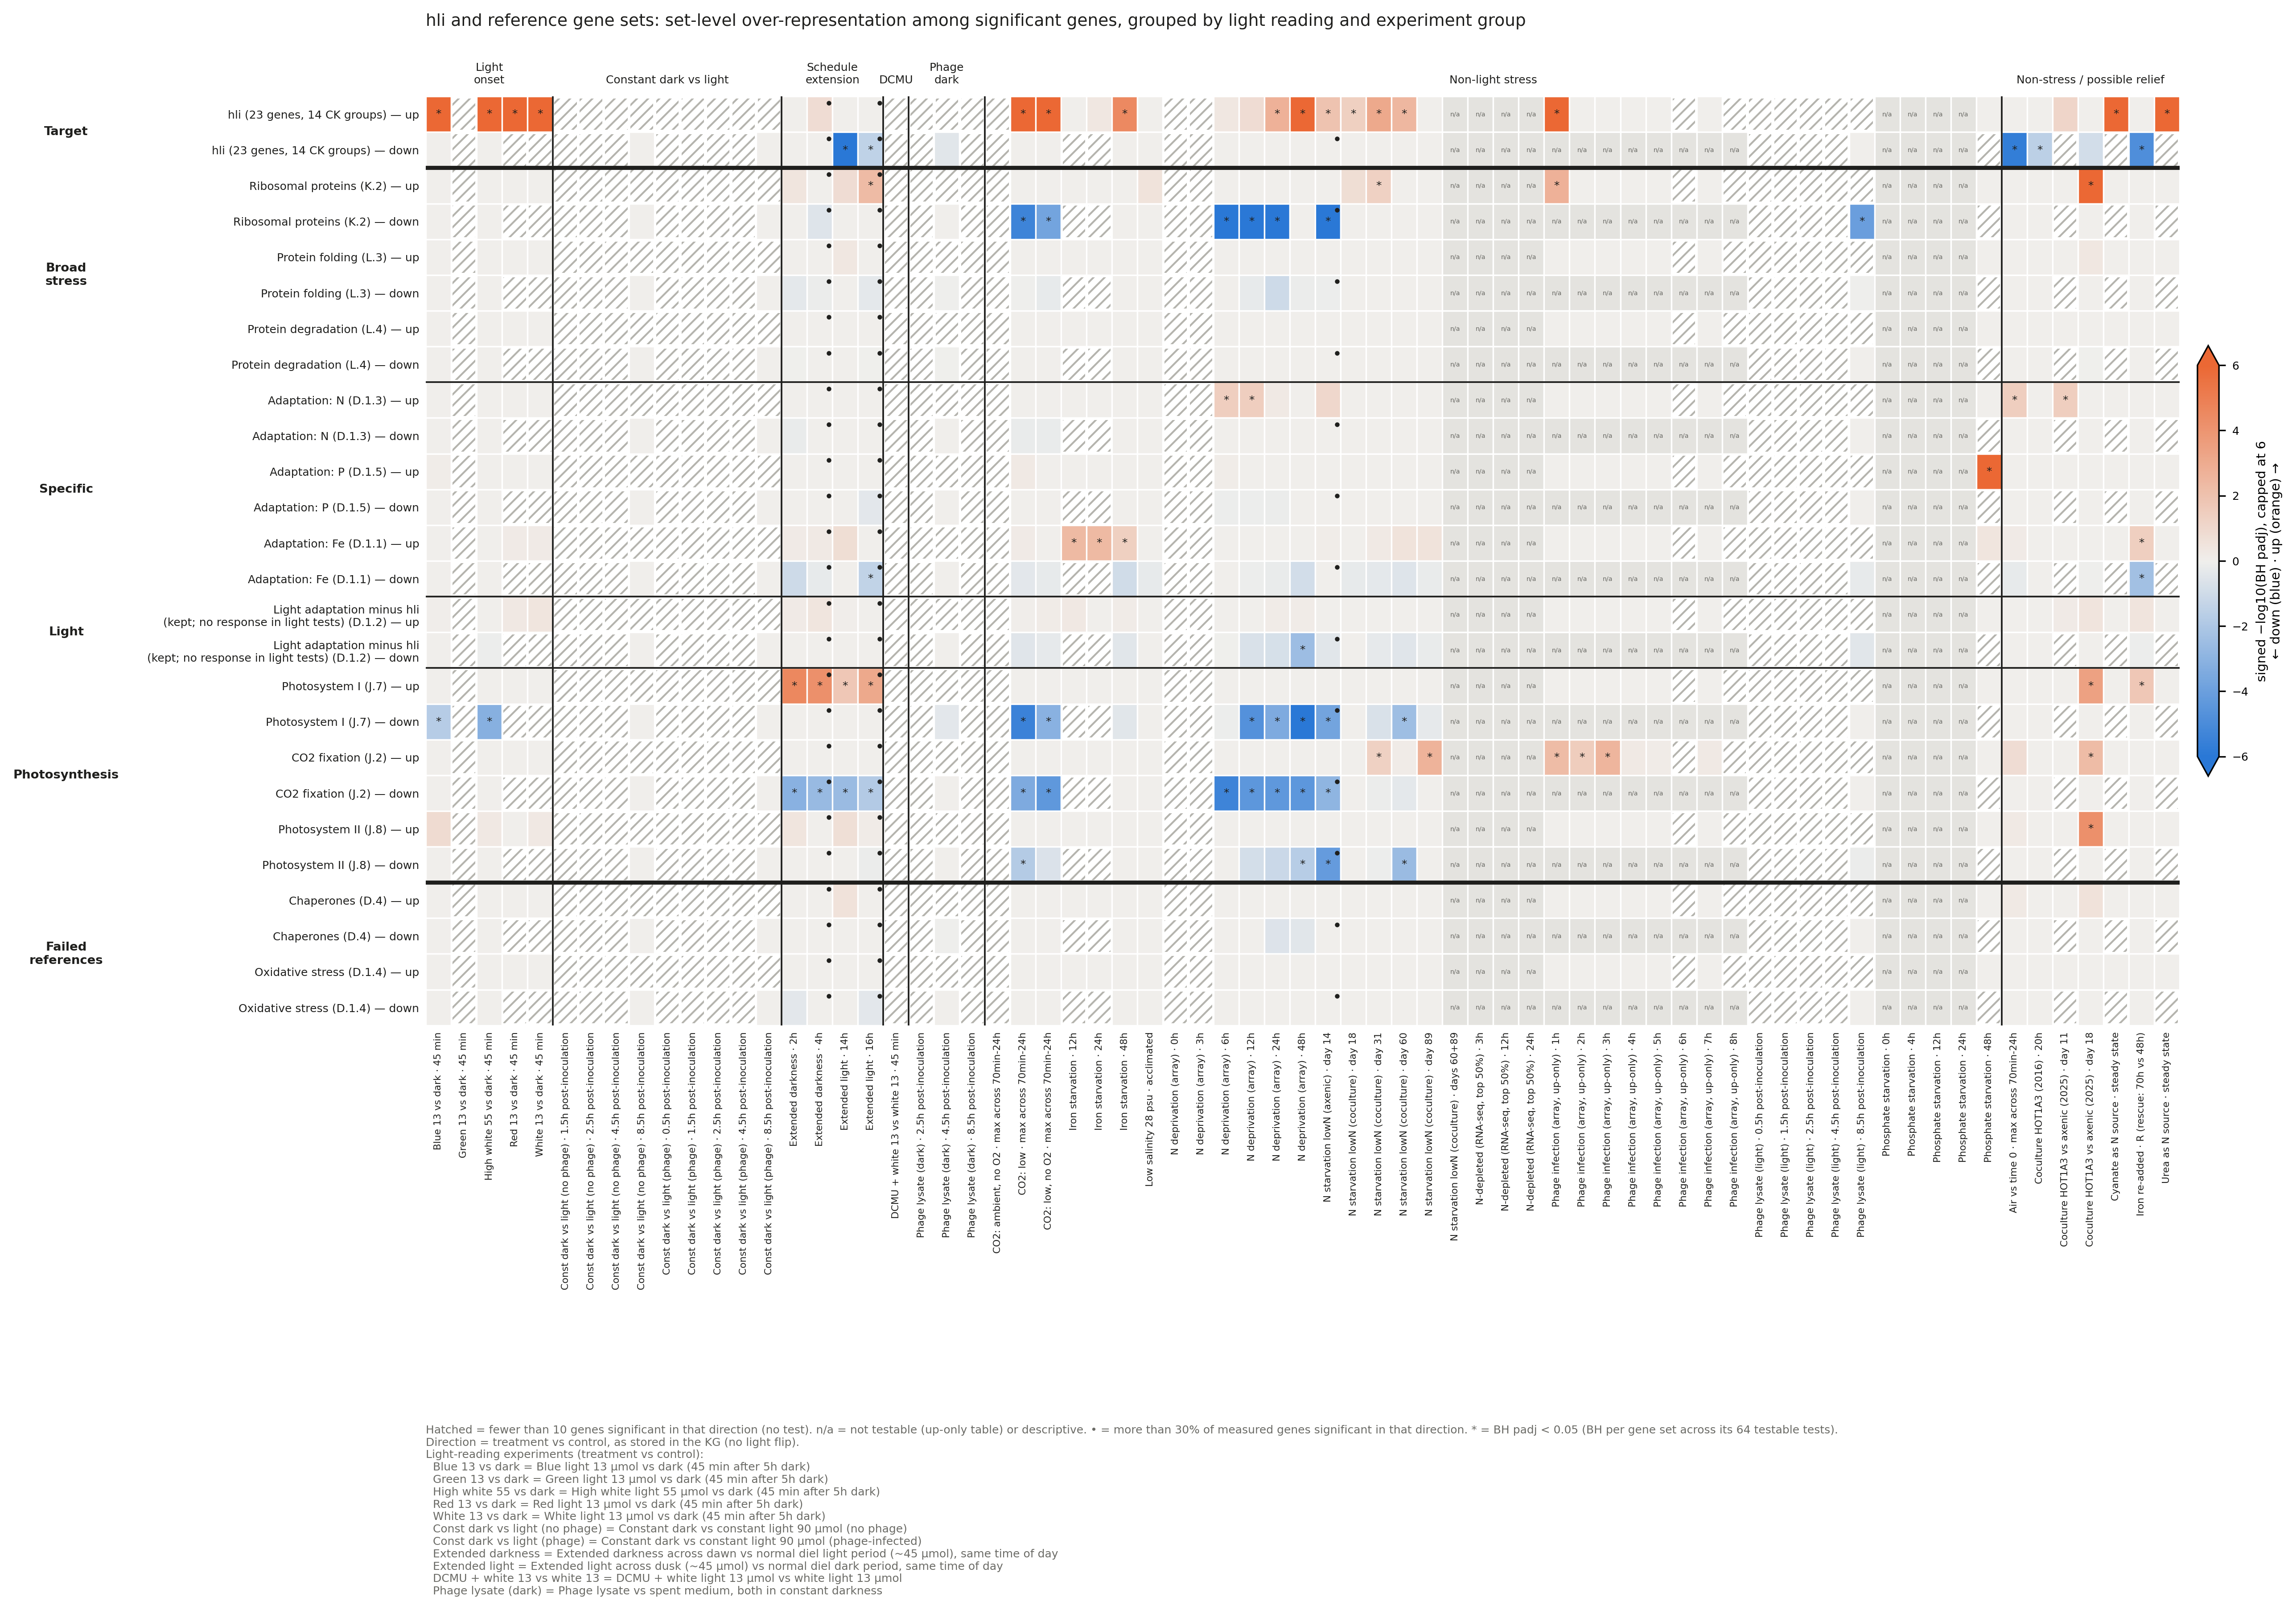 hli and reference gene sets: set-level over-representation among significant genes, grouped by light reading and experiment group
Light
onset
Constant dark vs light
Schedule
extension
DCMU
Phage
dark
Non-light stress
Non-stress / possible relief
Target
hli (23 genes, 14 CK groups) — up
hli (23 genes, 14 CK groups) — down
Broad
stress
Ribosomal proteins (K.2) — up
Ribosomal proteins (K.2) — down
Protein folding (L.3) — up
Protein folding (L.3) — down
Protein degradation (L.4) — up
Protein degradation (L.4) — down
Specific
Adaptation: N (D.1.3) — up
Adaptation: N (D.1.3) — down
Adaptation: P (D.1.5) — up
Adaptation: P (D.1.5) — down
Adaptation: Fe (D.1.1) — up
Adaptation: Fe (D.1.1) — down
Light
Light adaptation minus hli
(kept; no response in light tests) (D.1.2) — up
Light adaptation minus hli
(kept; no response in light tests) (D.1.2) — down
Photosynthesis
Photosystem I (J.7) — up
Photosystem I (J.7) — down
CO2 fixation (J.2) — up
CO2 fixation (J.2) — down
Photosystem II (J.8) — up
Photosystem II (J.8) — down
Failed
references
Chaperones (D.4) — up
Chaperones (D.4) — down
Oxidative stress (D.1.4) — up
Oxidative stress (D.1.4) — down
6
4
2
0
−2
−4
−6
signed −log10(BH padj), capped at 6
← down (blue) · up (orange) →
Blue 13 vs dark · 45 min
Green 13 vs dark · 45 min
High white 55 vs dark · 45 min
Red 13 vs dark · 45 min
White 13 vs dark · 45 min
Const dark vs light (no phage) · 1.5h post-inoculation
Const dark vs light (no phage) · 2.5h post-inoculation
Const dark vs light (no phage) · 4.5h post-inoculation
Const dark vs light (no phage) · 8.5h post-inoculation
Const dark vs light (phage) · 0.5h post-inoculation
Const dark vs light (phage) · 1.5h post-inoculation
Const dark vs light (phage) · 2.5h post-inoculation
Const dark vs light (phage) · 4.5h post-inoculation
Const dark vs light (phage) · 8.5h post-inoculation
Extended darkness · 2h
Extended darkness · 4h
Extended light · 14h
Extended light · 16h
DCMU + white 13 vs white 13 · 45 min
Phage lysate (dark) · 2.5h post-inoculation
Phage lysate (dark) · 4.5h post-inoculation
Phage lysate (dark) · 8.5h post-inoculation
CO2: ambient, no O2 · max across 70min-24h
CO2: low · max across 70min-24h
CO2: low, no O2 · max across 70min-24h
Iron starvation · 12h
Iron starvation · 24h
Iron starvation · 48h
Low salinity 28 psu · acclimated
N deprivation (array) · 0h
N deprivation (array) · 3h
N deprivation (array) · 6h
N deprivation (array) · 12h
N deprivation (array) · 24h
N deprivation (array) · 48h
N starvation lowN (axenic) · day 14
N starvation lowN (coculture) · day 18
N starvation lowN (coculture) · day 31
N starvation lowN (coculture) · day 60
N starvation lowN (coculture) · day 89
N starvation lowN (coculture) · days 60+89
N-depleted (RNA-seq, top 50%) · 3h
N-depleted (RNA-seq, top 50%) · 12h
N-depleted (RNA-seq, top 50%) · 24h
Phage infection (array, up-only) · 1h
Phage infection (array, up-only) · 2h
Phage infection (array, up-only) · 3h
Phage infection (array, up-only) · 4h
Phage infection (array, up-only) · 5h
Phage infection (array, up-only) · 6h
Phage infection (array, up-only) · 7h
Phage infection (array, up-only) · 8h
Phage lysate (light) · 0.5h post-inoculation
Phage lysate (light) · 1.5h post-inoculation
Phage lysate (light) · 2.5h post-inoculation
Phage lysate (light) · 4.5h post-inoculation
Phage lysate (light) · 8.5h post-inoculation
Phosphate starvation · 0h
Phosphate starvation · 4h
Phosphate starvation · 12h
Phosphate starvation · 24h
Phosphate starvation · 48h
Air vs time 0 · max across 70min-24h
Coculture HOT1A3 (2016) · 20h
Coculture HOT1A3 vs axenic (2025) · day 11
Coculture HOT1A3 vs axenic (2025) · day 18
Cyanate as N source · steady state
Iron re-added · R (rescue: 70h vs 48h)
Urea as N source · steady state
Hatched = fewer than 10 genes significant in that direction (no test). n/a = not testable (up-only table) or descriptive. • = more than 30% of measured genes significant in that direction. * = BH padj < 0.05 (BH per gene set across its 64 testable tests).
Direction = treatment vs control, as stored in the KG (no light flip).
Light-reading experiments (treatment vs control):
Blue 13 vs dark = Blue light 13 μmol vs dark (45 min after 5h dark)
Green 13 vs dark = Green light 13 μmol vs dark (45 min after 5h dark)
High white 55 vs dark = High white light 55 μmol vs dark (45 min after 5h dark)
Red 13 vs dark = Red light 13 μmol vs dark (45 min after 5h dark)
White 13 vs dark = White light 13 μmol vs dark (45 min after 5h dark)
Const dark vs light (no phage) = Constant dark vs constant light 90 μmol (no phage)
Const dark vs light (phage) = Constant dark vs constant light 90 μmol (phage-infected)
Extended darkness = Extended darkness across dawn vs normal diel light period (~45 μmol), same time of day
Extended light = Extended light across dusk (~45 μmol) vs normal diel dark period, same time of day
DCMU + white 13 vs white 13 = DCMU + white light 13 μmol vs white light 13 μmol
Phage lysate (dark) = Phage lysate vs spent medium, both in constant darkness